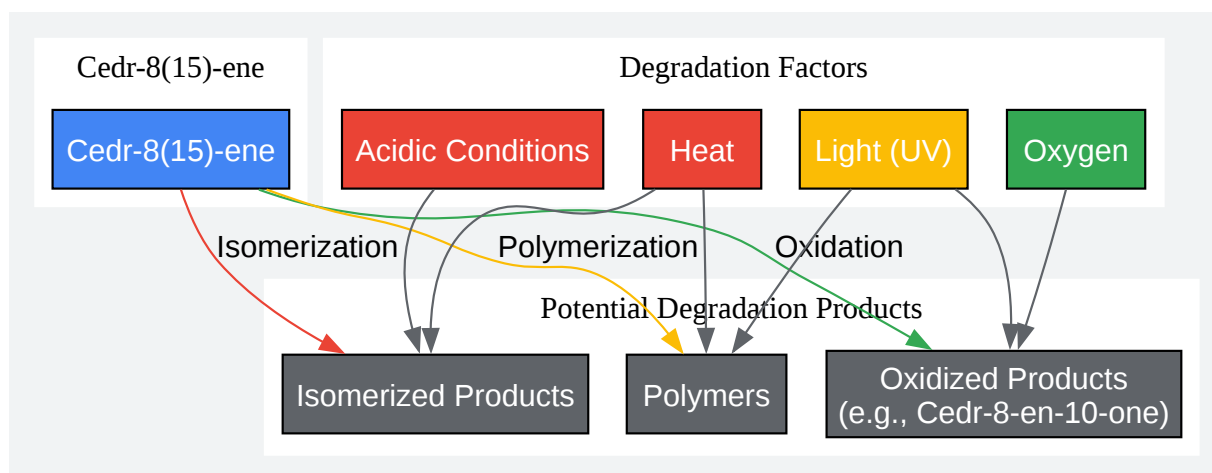 Cedr-8(15)-ene
Degradation Factors
Cedr-8(15)-ene
Acidic Conditions
Heat
Light (UV)
Oxygen
Isomerization
Polymerization
Oxidation
Potential Degradation Products
Isomerized Products
Polymers
Oxidized Products
(e.g., Cedr-8-en-10-one)